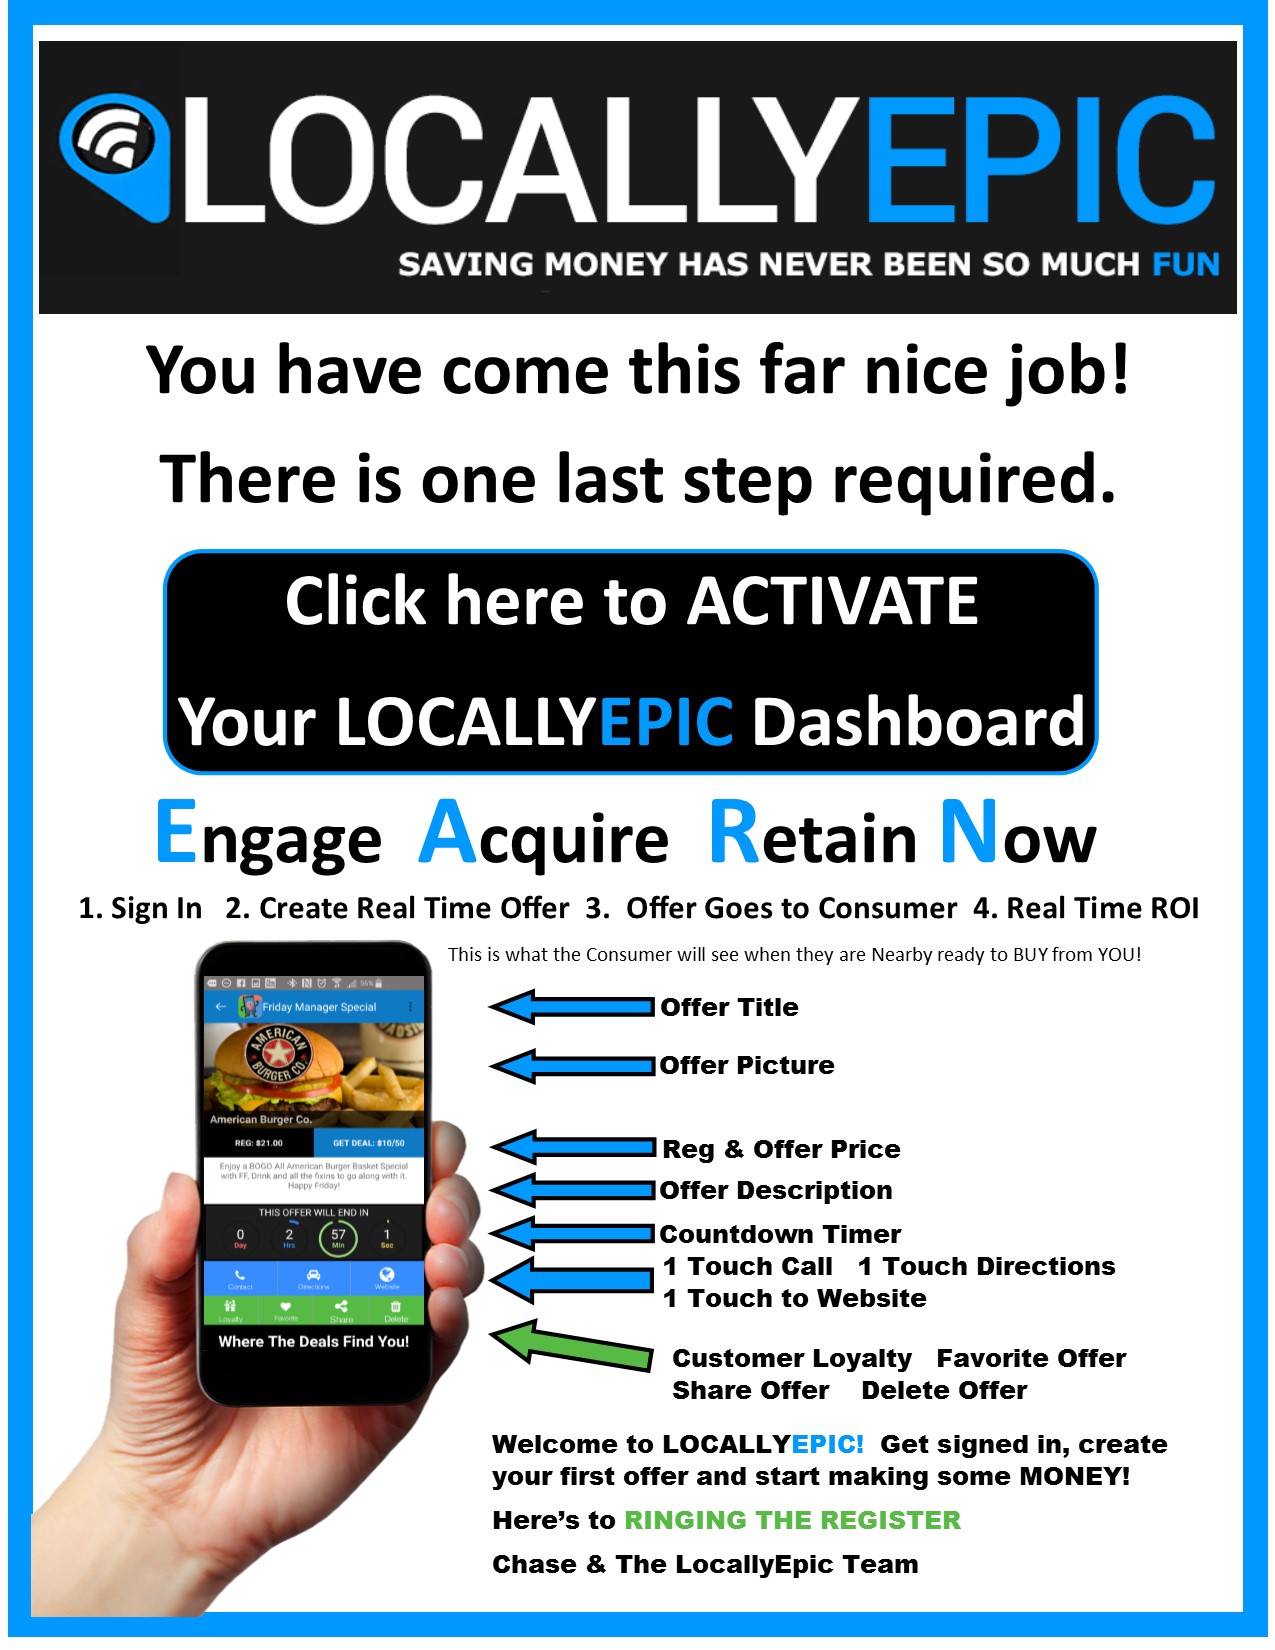 LOCALLYEPIC
SAVING MONEY HAS NEVER BEEN SO MUCH FUN
You have come this far nice job!
There is one last step required.
Click here to ACTIVATE
Your LOCALLYEPIC Dashboard
Engage Acquire Retain Now
1. Sign In 2. Create Real Time Offer 3. Offer Goes to Consumer 4. Real Time ROI
This is what the Consumer will see when they are Nearby ready to BUY from YOU!
56%
Friday Manager Special
AMERICAN
BURGER CO.
American Burger Co.
REG: $21.00 GET DEAL: $10/50
Enjoy a BOGO All American Burger Basket Special
with FF, Drink and all the fixins to go along with it.
Happy Friday!
THIS OFFER WILL END IN
0 2 57 1
Day Hrs Min Sec
Contact Directions Website
Loyalty Favorite Share Delete
Where The Deals Find You!
Offer Title
Offer Picture
Reg & Offer Price
Offer Description
Countdown Timer
1 Touch Call 1 Touch Directions
1 Touch to Website
Customer Loyalty Favorite Offer
Share Offer Delete Offer
Welcome to LOCALLYEPIC! Get signed in, create
your first offer and start making some MONEY!
Here’s to RINGING THE REGISTER
Chase & The LocallyEpic Team